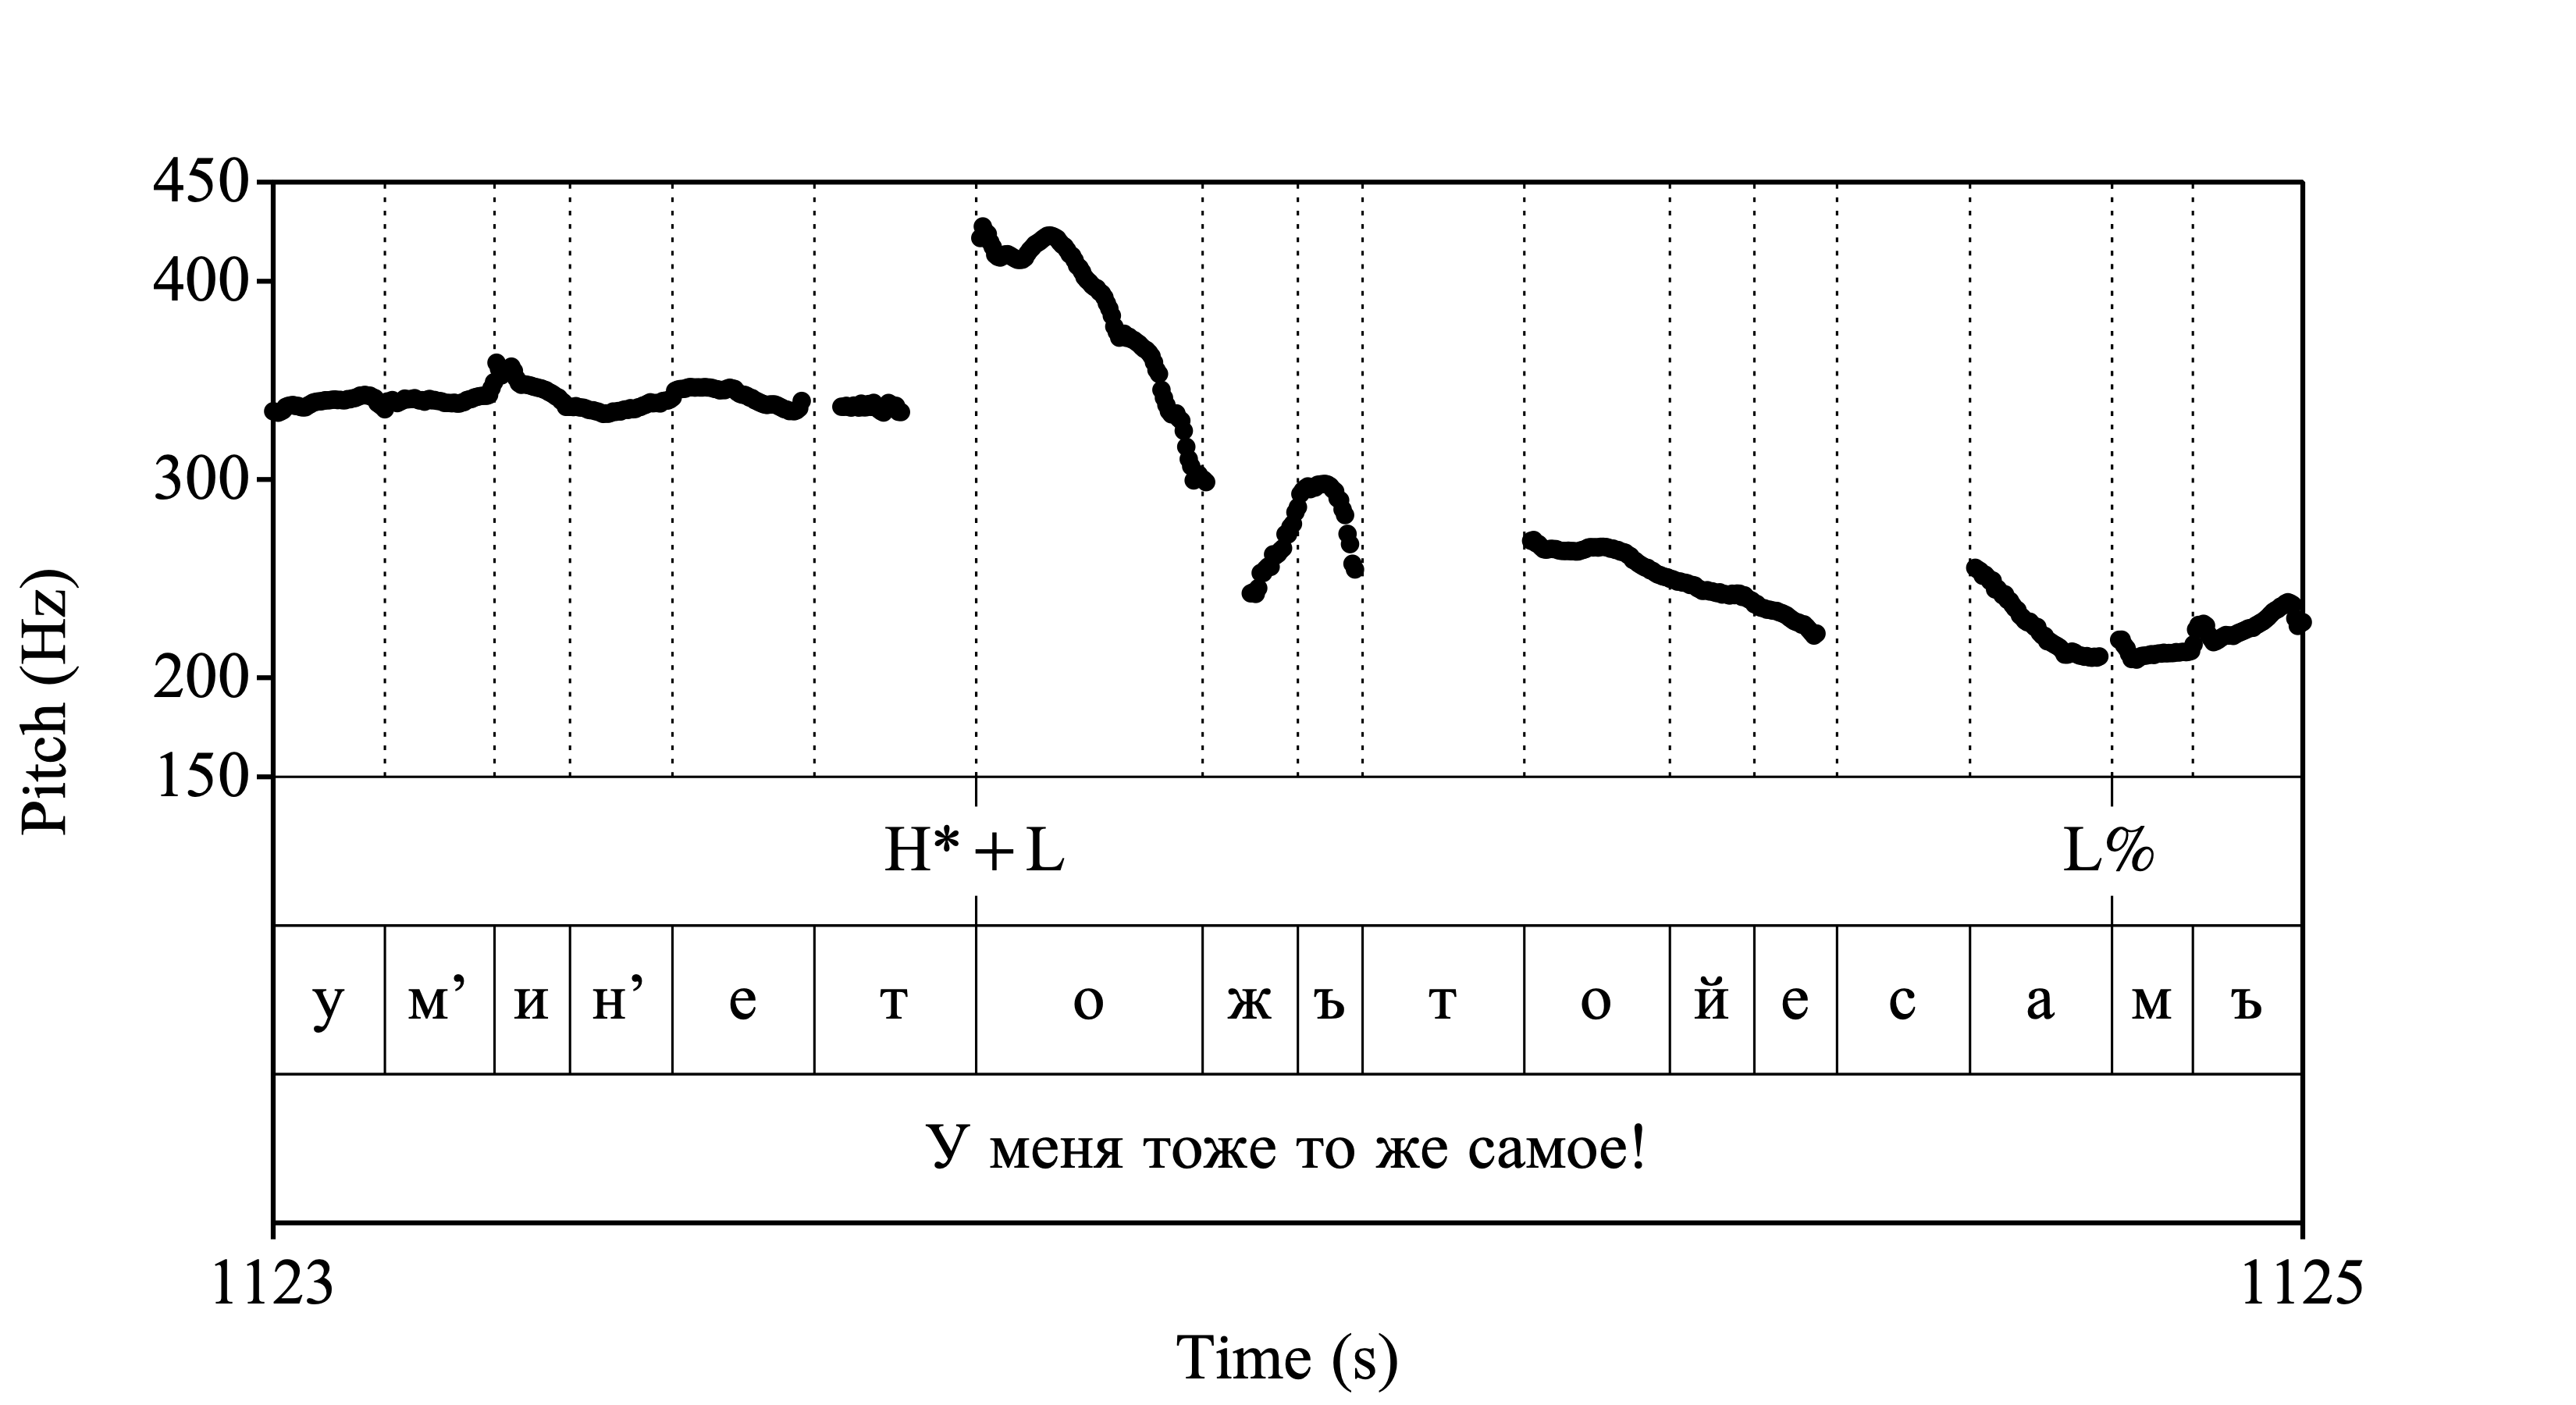 450
400
300
200
150
Pitch (Hz)
H* + L L%
у м’ и н’ е т о ж ъ т о й е с а м ъ
У меня тоже то же самое!
1123 1125
Time (s)